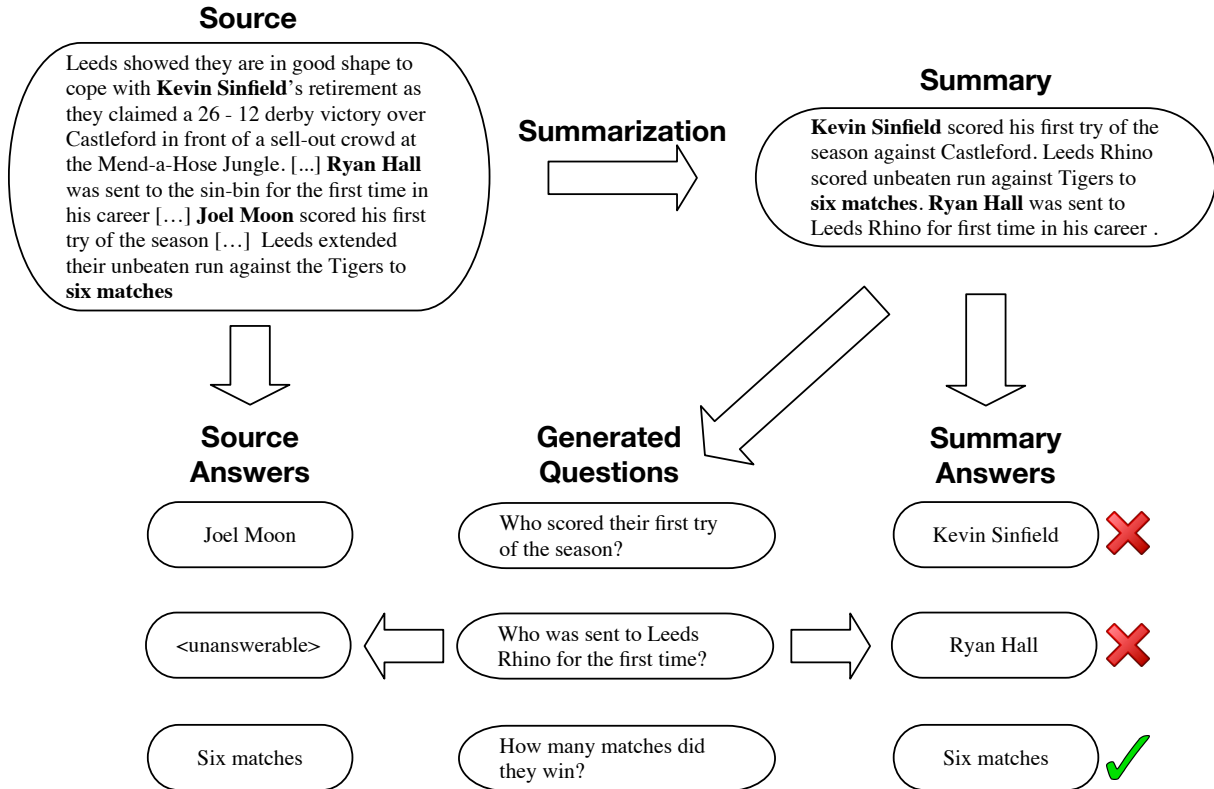 Source
Leeds showed they are in good shape to
cope with Kevin Sinfield's retirement as
they claimed a 26 - 12 derby victory over
Castleford in front of a sell-out crowd at
the Mend-a-Hose Jungle. [...] Ryan Hall
was sent to the sin-bin for the first time in
his career […] Joel Moon scored his first
try of the season […] Leeds extended
their unbeaten run against the Tigers to
six matches
Summarization
Summary
Kevin Sinfield scored his first try of the
season against Castleford. Leeds Rhino
scored unbeaten run against Tigers to
six matches. Ryan Hall was sent to
Leeds Rhino for first time in his career .
Source
Answers
Generated
Questions
Summary
Answers
Joel Moon
Who scored their first try
of the season?
Kevin Sinfield
<unanswerable>
Who was sent to Leeds
Rhino for the first time?
Ryan Hall
Six matches
How many matches did
they win?
Six matches